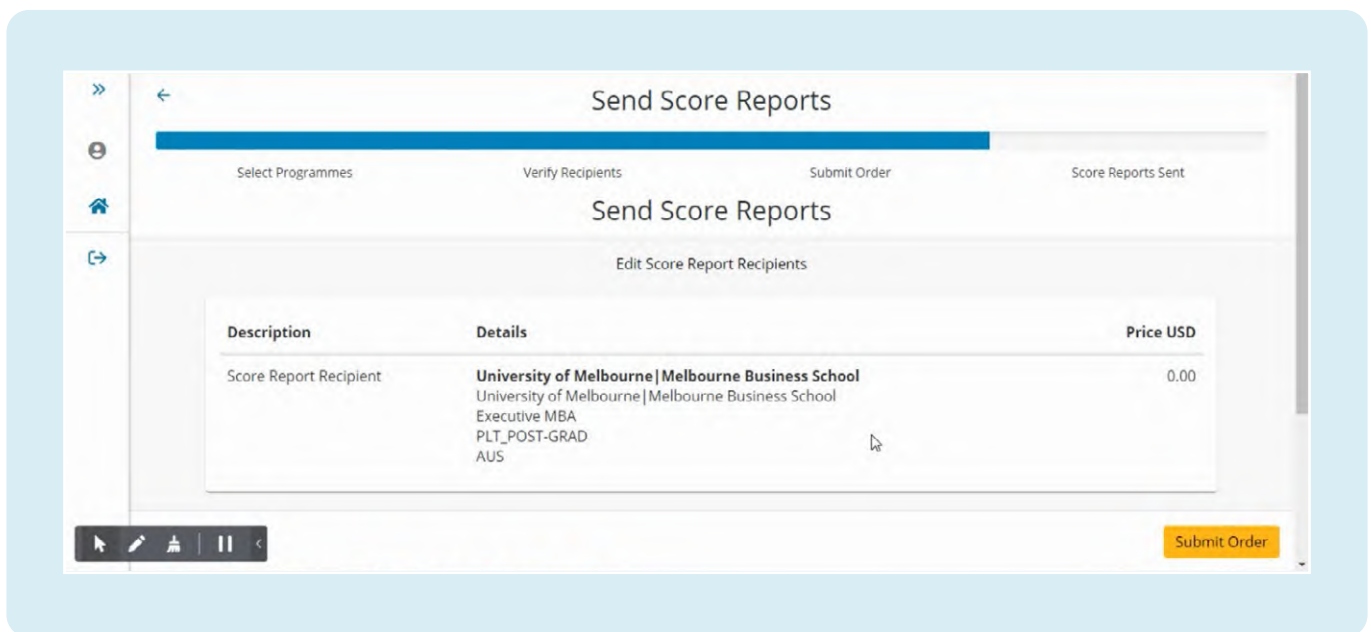 Send Score Reports
Select Programmes Verify Recipients Submit Order Score Reports Sent
Send Score Reports
Edit Score Report Recipients
Description Details Price USD
Score Report Recipient University of Melbourne|Melbourne Business School 0.00
University of Melbourne|Melbourne Business School
Executive MBA
PLT_POST-GRAD
AUS
Submit Order